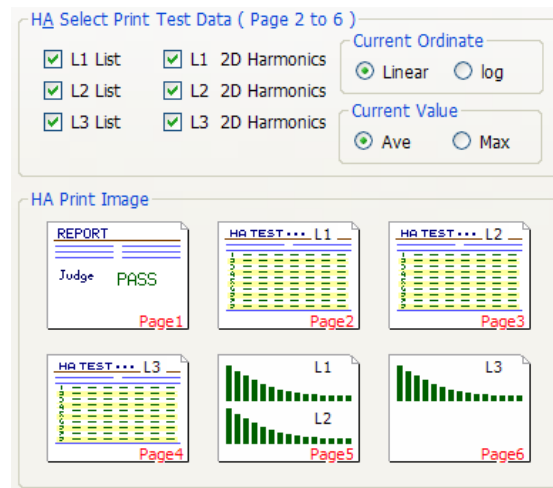 HA Select Print Test Data ( Page 2 to 6 )
L1 List
L1 2D Harmonics
L2 List
L2 2D Harmonics
L3 List
L3 2D Harmonics
Current Ordinate
Linear
log
Current Value
Ave
Max
HA Print Image
REPORT
Judge PASS
Page1
HA TEST ••• L1
Page2
HA TEST ••• L2
Page3
HA TEST ••• L3
Page4
L1
L2
Page5
L3
Page6